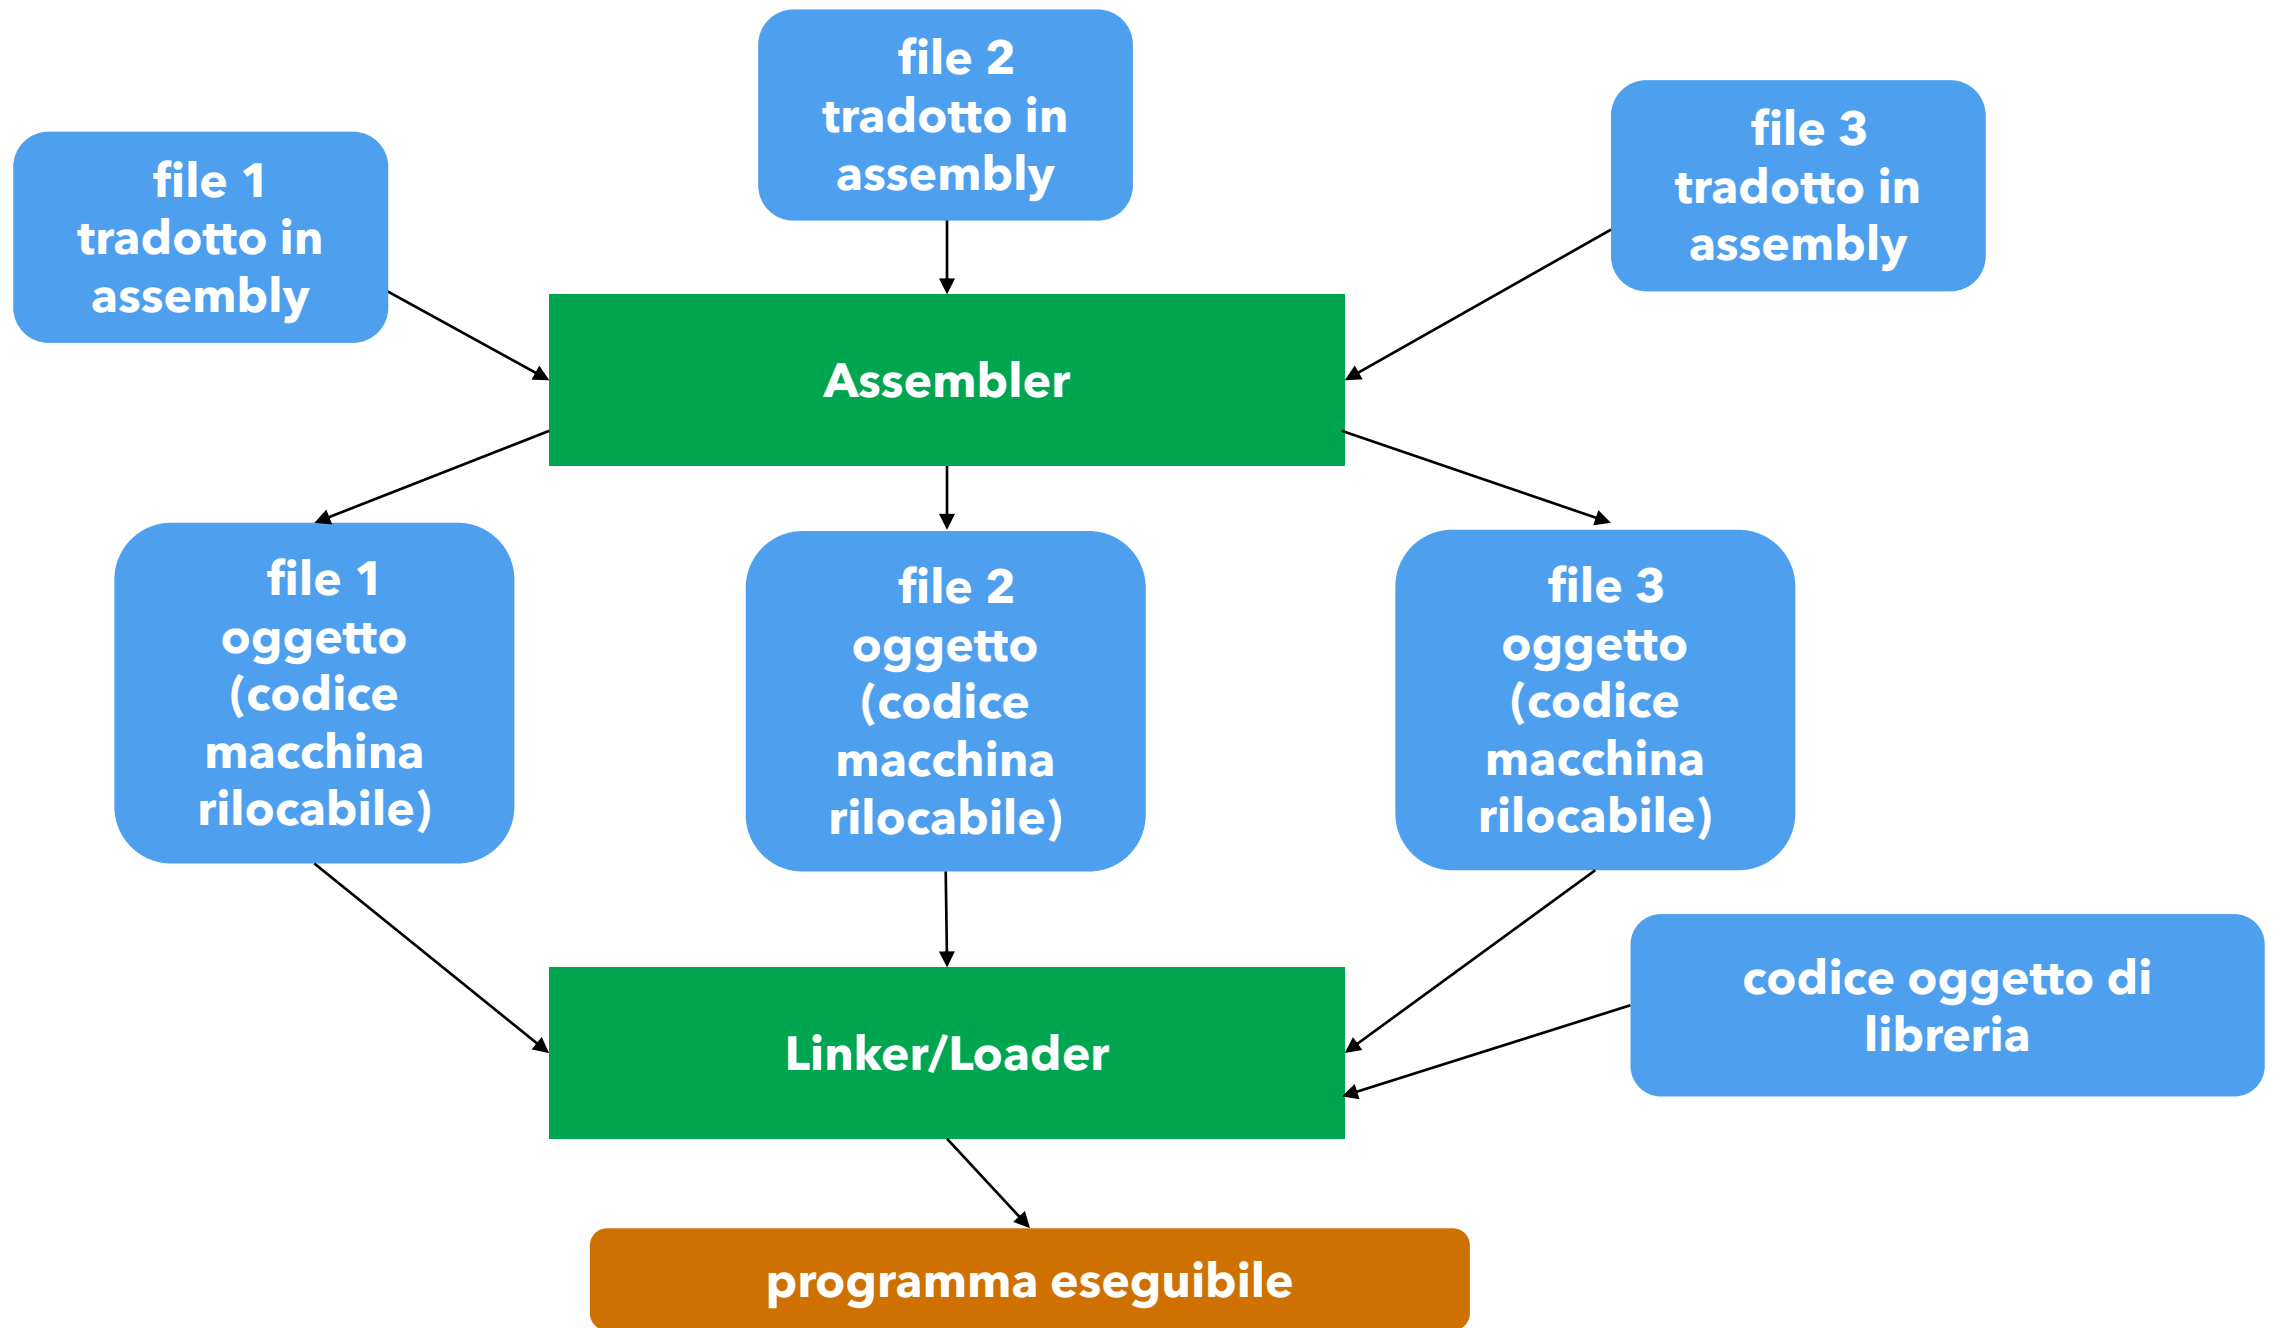 file 1
tradotto in
assembly
file 2
tradotto in
assembly
file 3
tradotto in
assembly
Assembler
file 1
oggetto
(codice
macchina
rilocabile)
file 2
oggetto
(codice
macchina
rilocabile)
file 3
oggetto
(codice
macchina
rilocabile)
codice oggetto di
libreria
Linker/Loader
programma eseguibile